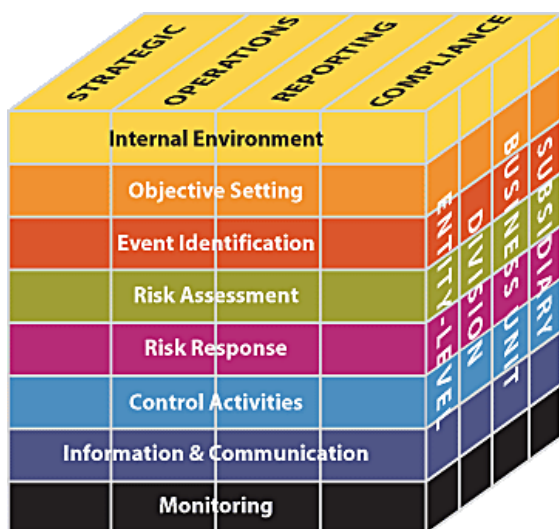 STRATEGIC
OPERATIONS
REPORTING
COMPLIANCE
Internal Environment
Objective Setting
Event Identification
Risk Assessment
Risk Response
Control Activities
Information & Communication
Monitoring
ENTITY-LEVEL
DIVISION
BUSINESS UNIT
SUBSIDIARY